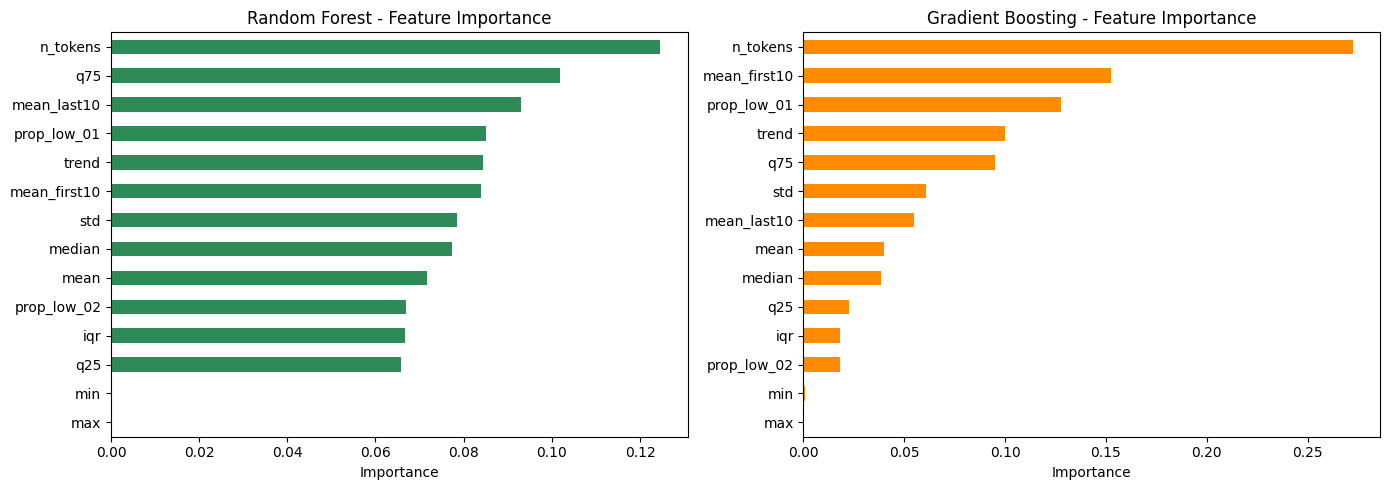 Random Forest - Feature Importance
n_tokens
q75
mean_last10
prop_low_01
trend
mean_first10
std
median
mean
prop_low_02
iqr
q25
min
max
0.00 0.02 0.04 0.06 0.08 0.10 0.12
Importance
Gradient Boosting - Feature Importance
n_tokens
mean_first10
prop_low_01
trend
q75
std
mean_last10
mean
median
q25
iqr
prop_low_02
min
max
0.00 0.05 0.10 0.15 0.20 0.25
Importance